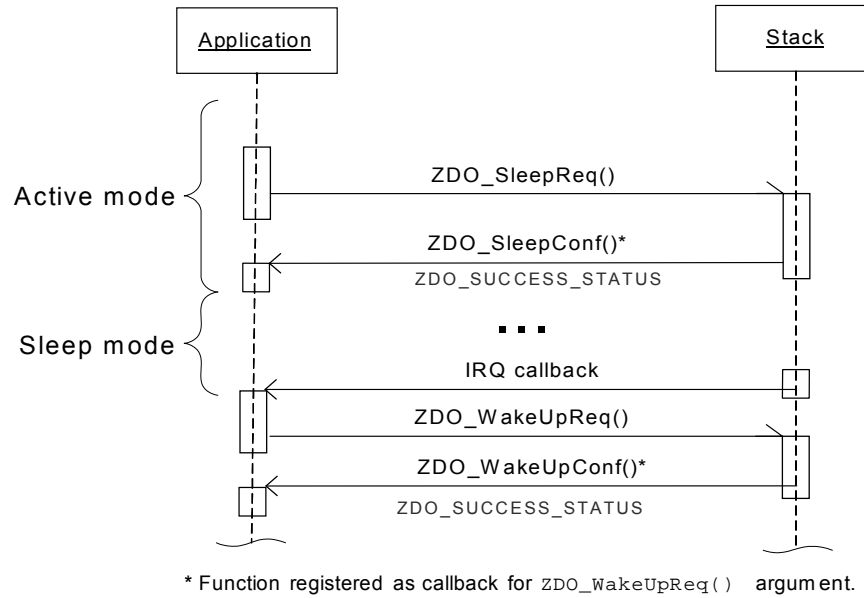 Application
Stack
ZDO_SleepReq()
Active mode
ZDO_SleepConf()*
ZDO_SUCCESS_STATUS
Sleep mode
IRQ callback
ZDO_WakeUpReq()
ZDO_WakeUpConf()*
ZDO_SUCCESS_STATUS
* Function registered as callback for ZDO_WakeUpReq() argument.